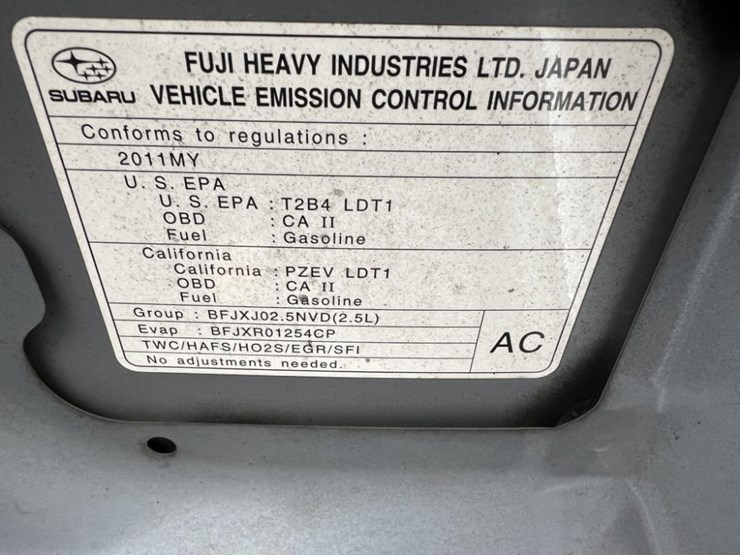 FUJI HEAVY INDUSTRIES LTD. JAPAN
SUBARU VEHICLE EMISSION CONTROL INFORMATION
Conforms to regulations :
2011MY
U. S. EPA
U. S. EPA : T2B4 LDT1
OBD : CA II
Fuel : Gasoline
California
California : PZEV LDT1
OBD : CA II
Fuel : Gasoline
Group : BFJXJ02.5NVD(2.5L)
Evap : BFJXR01254CP
TWC/HAFS/HO2S/EGR/SFI
No adjustments needed.
AC